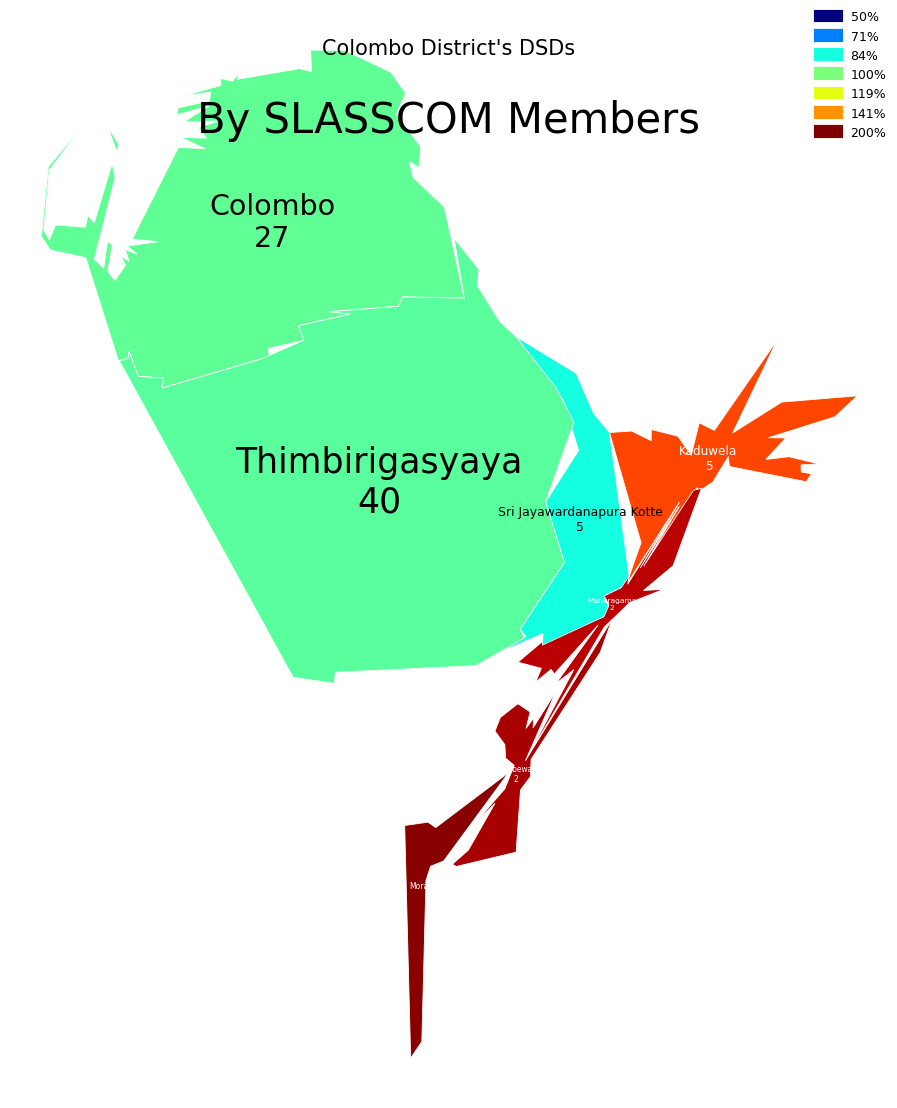 Colombo District's DSDs
By SLASSCOM Members
50%
71%
84%
100%
119%
141%
200%
Colombo
27
Thimbirigasyaya
40
Sri Jayawardanapura Kotte
5
Kaduwela
5
Maharagama
2
2